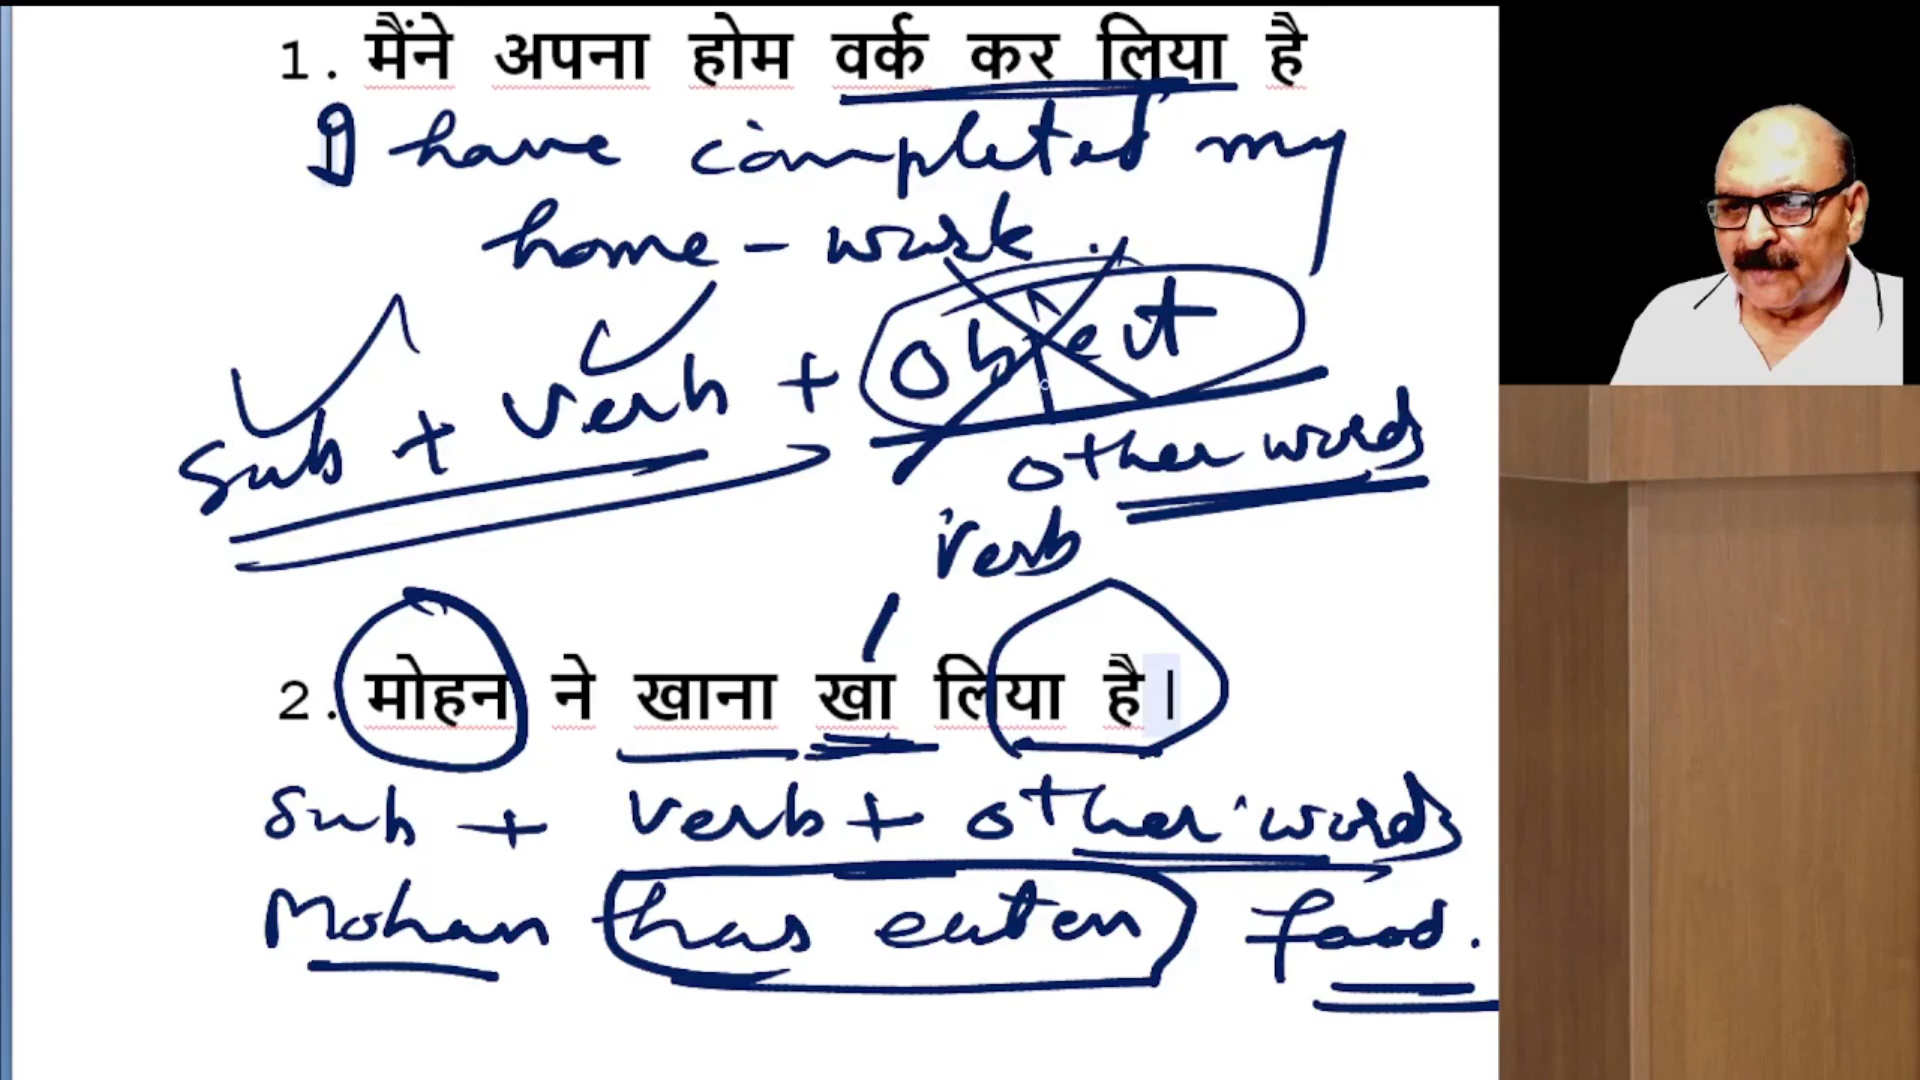 1. मैंने अपना होम वर्क कर लिया है
I have completed my
home - work.
sub + verb + object
other words
verb
2. मोहन ने खाना खा लिया है।
sub + verb + other words
Mohan has eaten food.